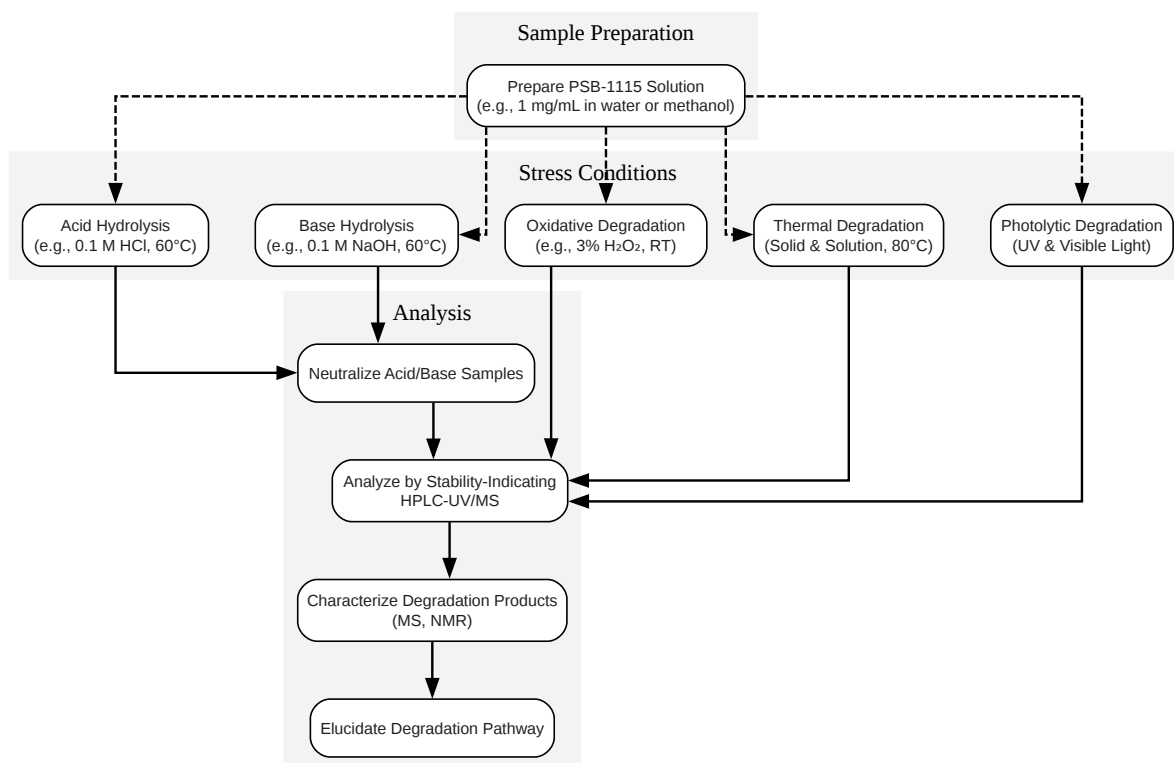 Sample Preparation
Prepare PSB-1115 Solution
(e.g., 1 mg/mL in water or methanol)
Stress Conditions
Acid Hydrolysis
(e.g., 0.1 M HCl, 60°C)
Base Hydrolysis
(e.g., 0.1 M NaOH, 60°C)
Oxidative Degradation
(e.g., 3% H₂O₂, RT)
Thermal Degradation
(Solid & Solution, 80°C)
Photolytic Degradation
(UV & Visible Light)
Analysis
Neutralize Acid/Base Samples
Analyze by Stability-Indicating
HPLC-UV/MS
Characterize Degradation Products
(MS, NMR)
Elucidate Degradation Pathway